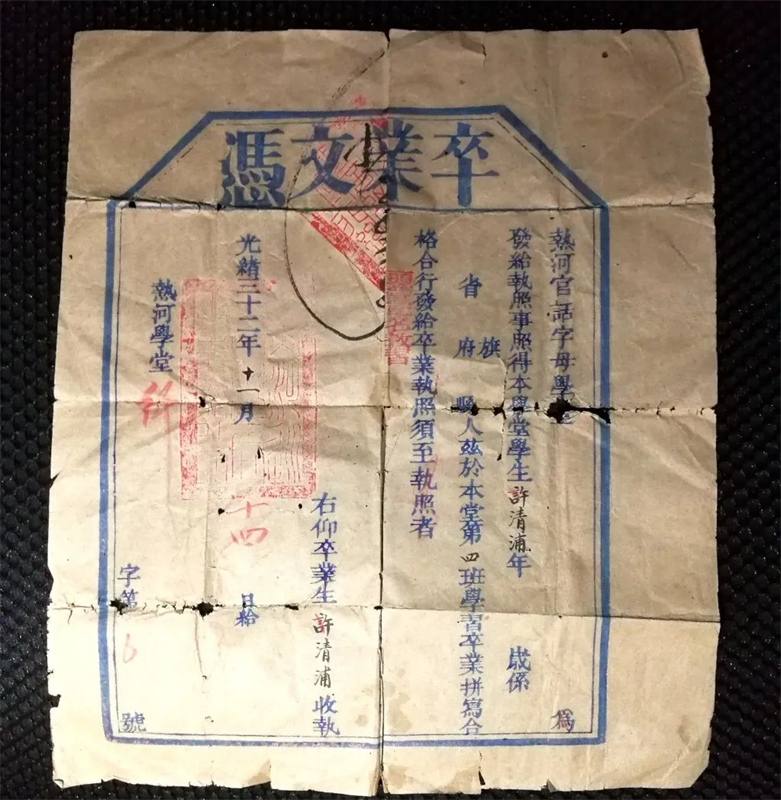 卒業文憑
熱河官話字母學堂 爲
發給執照事照得本學堂學生許清浦年 歲係
省 府 旗 縣人茲於本堂第四班學習卒業拼寫合
格合行發給卒業執照須至執照者
右仰卒業生許清浦收執
光緒三十二年十一月十四日給
熱河學堂
字第 號